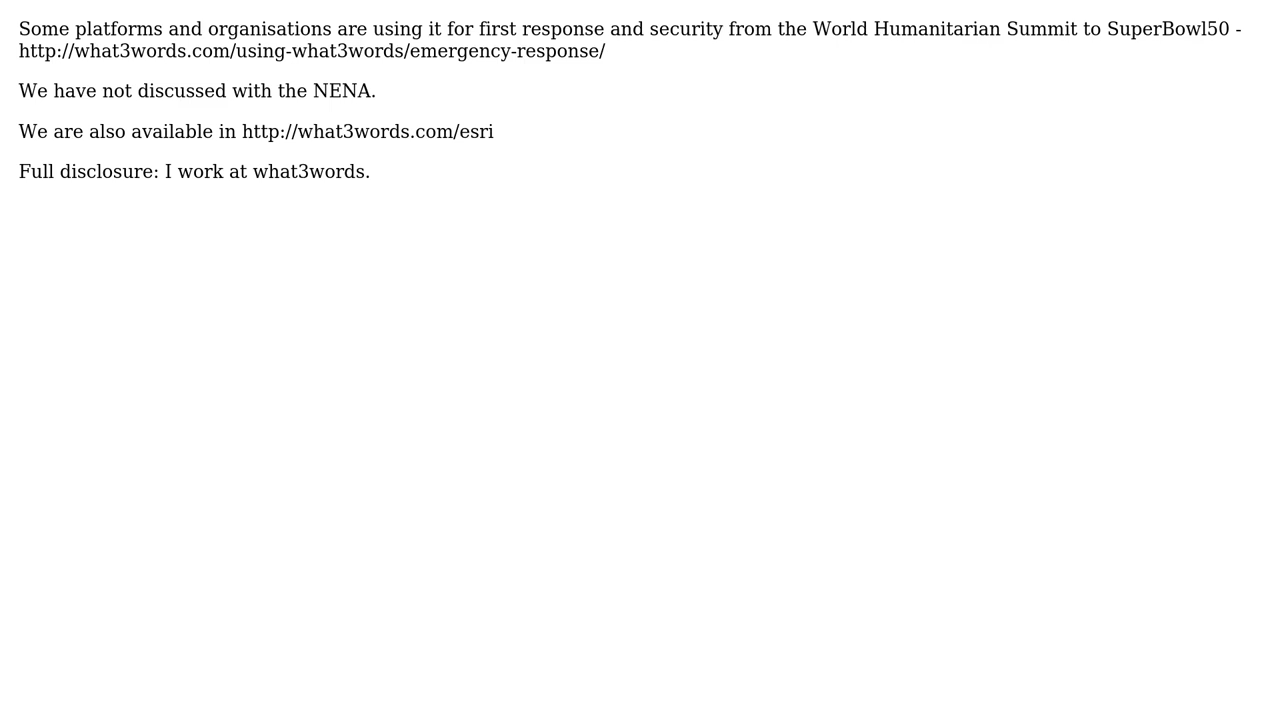 Some platforms and organisations are using it for first response and security from the World Humanitarian Summit to SuperBowl50 -
http://what3words.com/using-what3words/emergency-response/
We have not discussed with the NENA.
We are also available in http://what3words.com/esri
Full disclosure: I work at what3words.